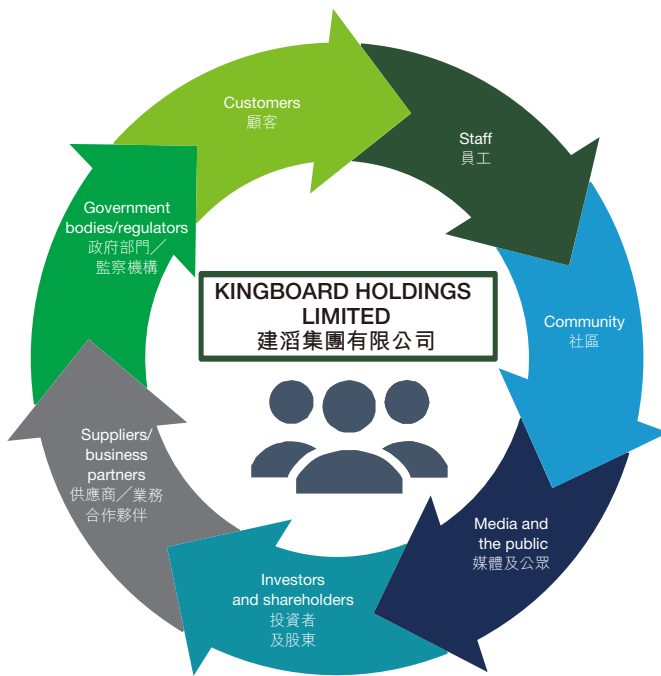 Customers
顧客
Staff
員工
Government
bodies/regulators
政府部門／
監察機構
KINGBOARD HOLDINGS
LIMITED
建滔集團有限公司
Community
社區
Suppliers/
business
partners
供應商／業務
合作夥伴
Media and
the public
媒體及公眾
Investors
and shareholders
投資者
及股東